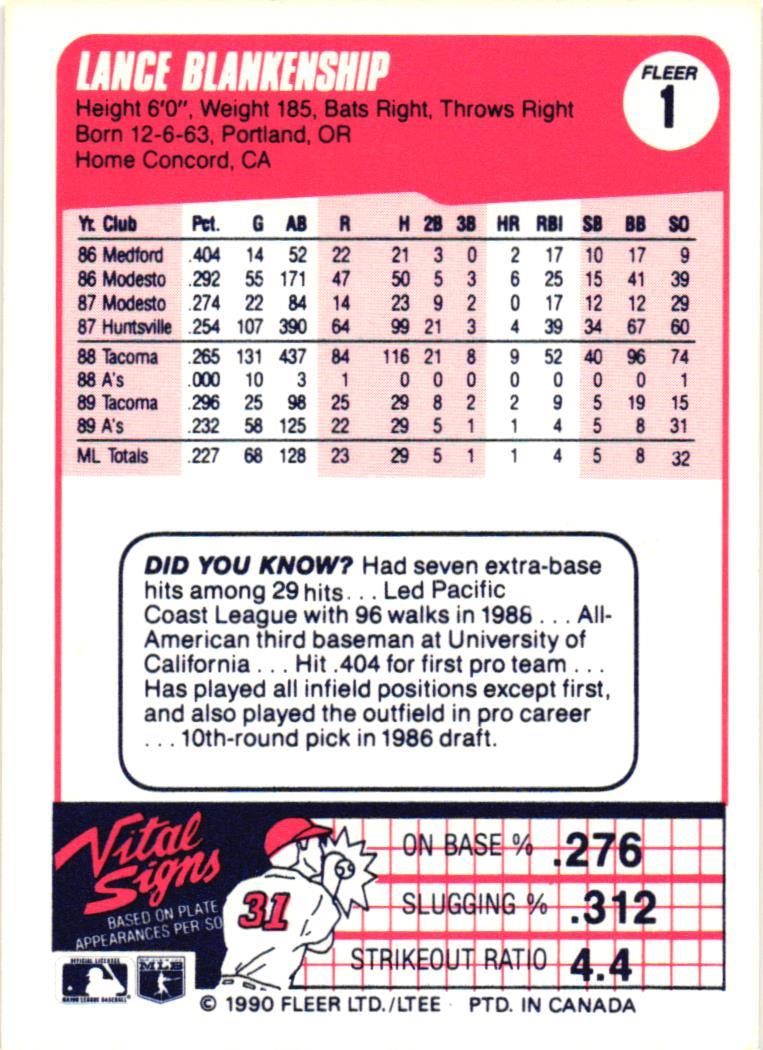 LANCE BLANKENSHIP
FLEER
1
Height 6'0", Weight 185, Bats Right, Throws Right
Born 12-6-63, Portland, OR
Home Concord, CA
Yr. Club Pct. G AB R H 2B 3B HR RBI SB BB SO
86 Medford .404 14 52 22 21 3 0 2 17 10 17 9
86 Modesto .292 55 171 47 50 5 3 6 25 15 41 39
87 Modesto .274 22 84 14 23 9 2 0 17 12 12 29
87 Huntsville .254 107 390 64 99 21 3 4 39 34 67 60
88 Tacoma .265 131 437 84 116 21 8 9 52 40 96 74
88 A's .000 10 3 1 0 0 0 0 0 0 0 1
89 Tacoma .296 25 98 25 29 8 2 2 9 5 19 15
89 A's .232 58 125 22 29 5 1 1 4 5 8 31
ML Totals .227 68 128 23 29 5 1 1 4 5 8 32
DID YOU KNOW? Had seven extra-base
hits among 29 hits . . . Led Pacific
Coast League with 96 walks in 1988 . . . All-
American third baseman at University of
California . . . Hit .404 for first pro team . . .
Has played all infield positions except first,
and also played the outfield in pro career
. . . 10th-round pick in 1986 draft.
Vital
Signs
BASED ON PLATE
APPEARANCES PER SO
31
ON BASE % .276
SLUGGING % .312
STRIKEOUT RATIO 4.4
OFFICIAL LICENSEE
MAJOR LEAGUE BASEBALL
MLB
© 1990 FLEER LTD./LTEE PTD. IN CANADA